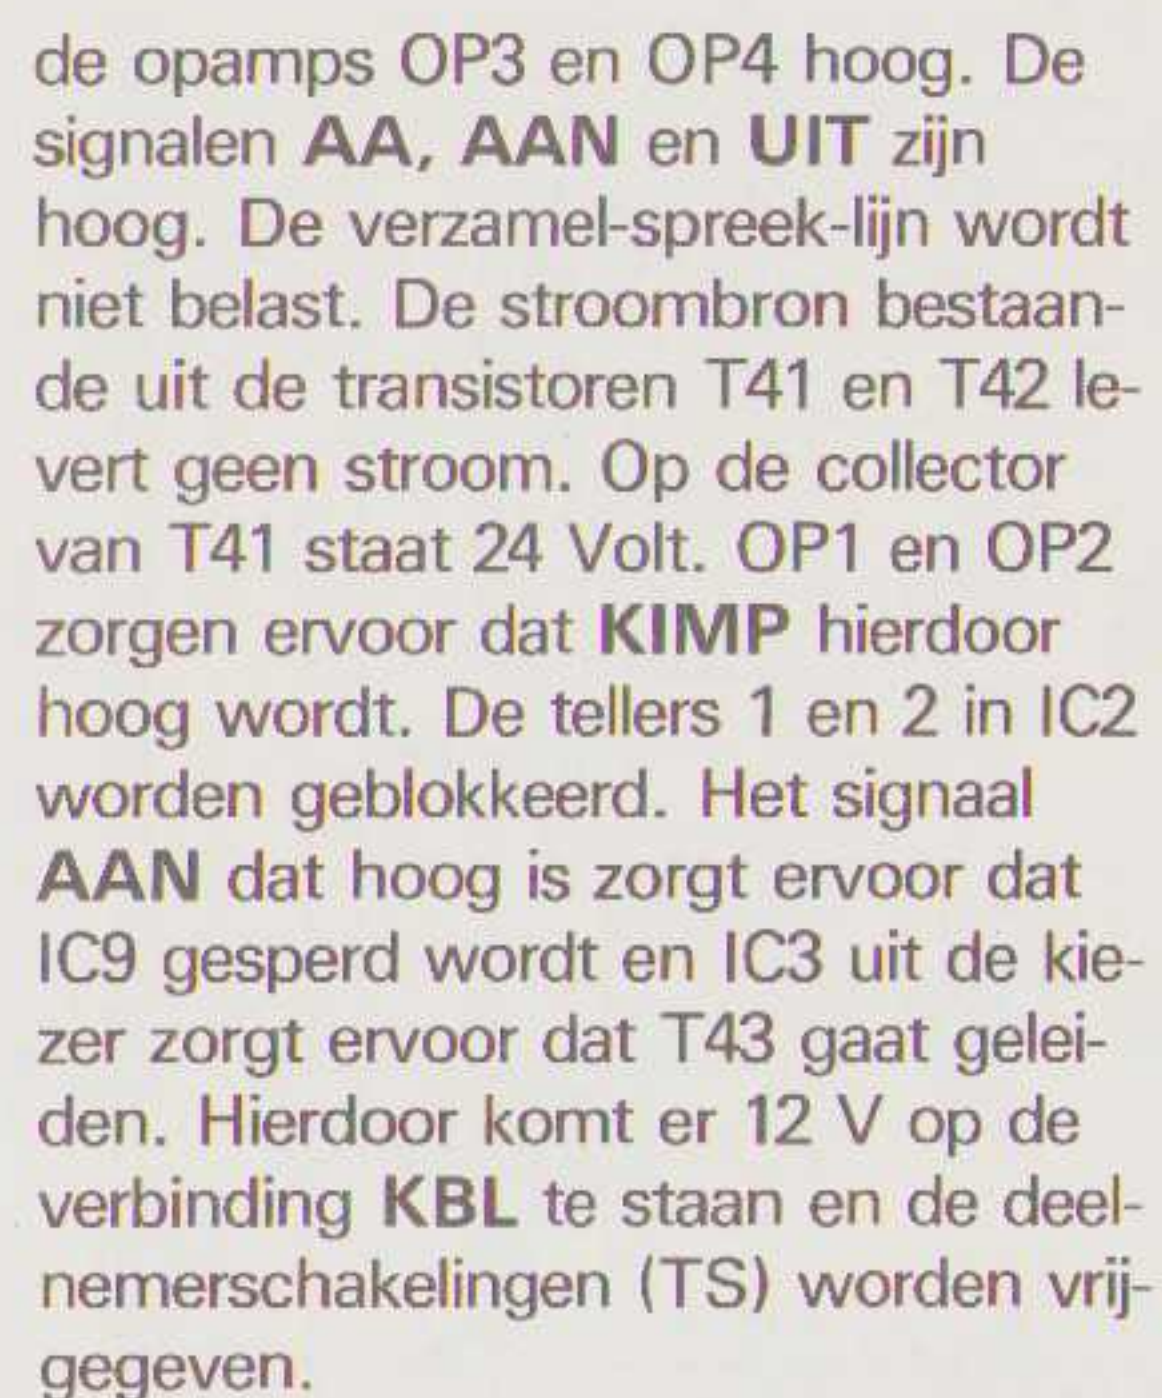 de opamps OP3 en OP4 hoog. De
signalen AA, AAN en UIT zijn
hoog. De verzamel-spreek-lijn wordt
niet belast. De stroombron bestaan-
de uit de transistoren T41 en T42 le-
vert geen stroom. Op de collector
van T41 staat 24 Volt. OP1 en OP2
zorgen ervoor dat KIMP hierdoor
hoog wordt. De tellers 1 en 2 in IC2
worden geblokkeerd. Het signaal
AAN dat hoog is zorgt ervoor dat
IC9 gesperd wordt en IC3 uit de kie-
zer zorgt ervoor dat T43 gaat gelei-
den. Hierdoor komt er 12 V op de
verbinding KBL te staan en de deel-
nemerschakelingen (TS) worden vrij-
gegeven.